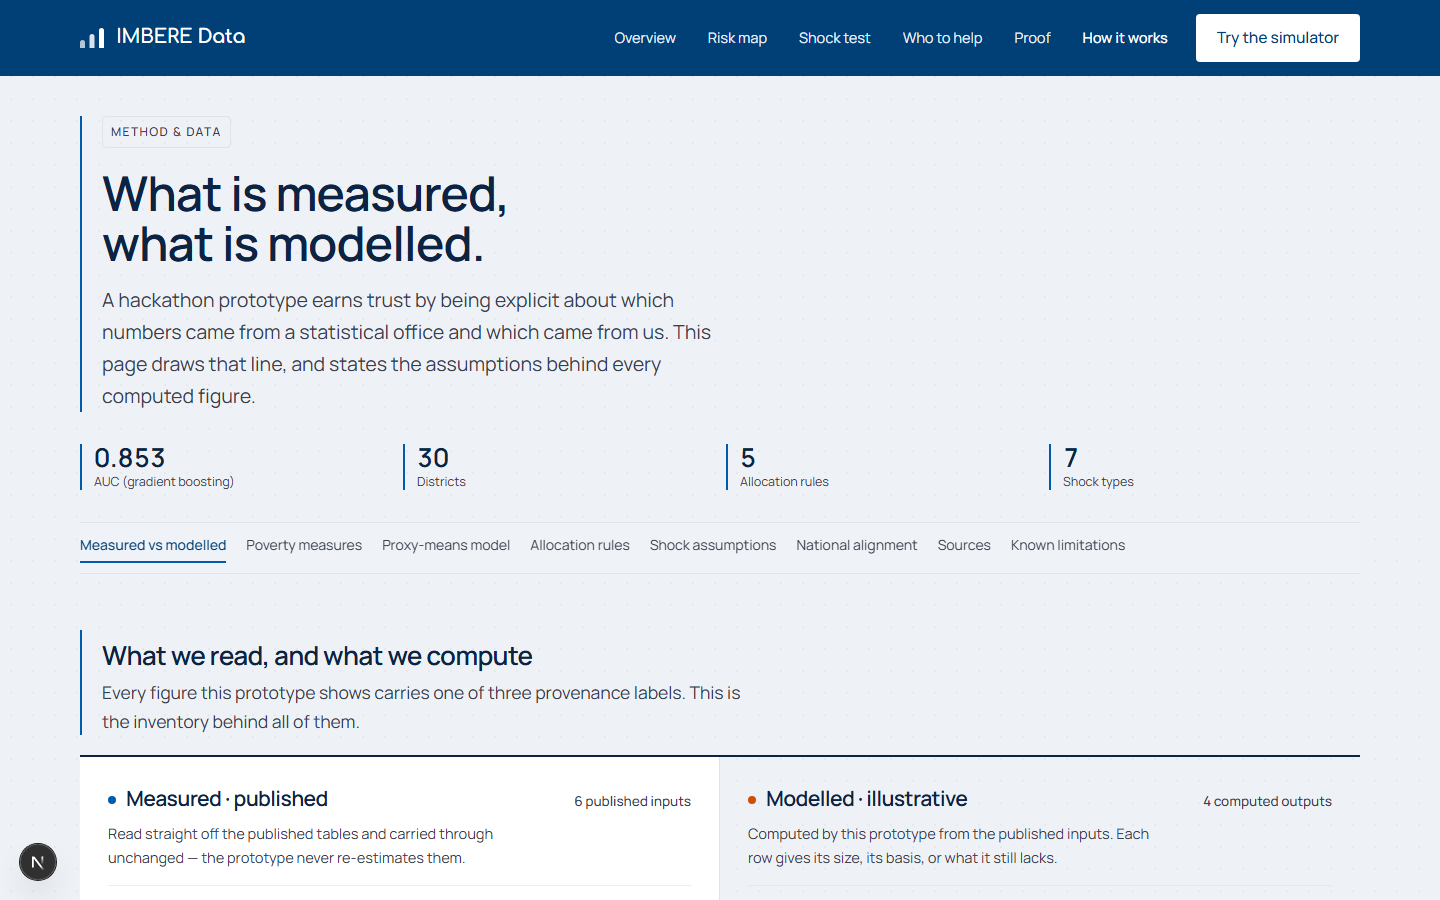 IMBERE Data
Overview
Risk map
Shock test
Who to help
Proof
How it works
Try the simulator
METHOD & DATA
What is measured,
what is modelled.
A hackathon prototype earns trust by being explicit about which
numbers came from a statistical office and which came from us. This
page draws that line, and states the assumptions behind every
computed figure.
0.853
AUC (gradient boosting)
30
Districts
5
Allocation rules
7
Shock types
Measured vs modelled
Poverty measures
Proxy-means model
Allocation rules
Shock assumptions
National alignment
Sources
Known limitations
What we read, and what we compute
Every figure this prototype shows carries one of three provenance labels. This is
the inventory behind all of them.
Measured · published
6 published inputs
Read straight off the published tables and carried through
unchanged — the prototype never re-estimates them.
Modelled · illustrative
4 computed outputs
Computed by this prototype from the published inputs. Each
row gives its size, its basis, or what it still lacks.
N